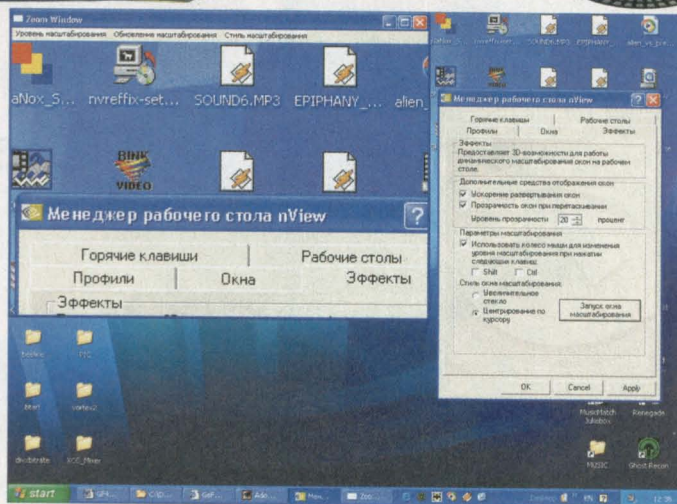 Zoom Window
Уровень масштабирования Обновление масштабирования Стиль масштабирования
aNox_S... nvreffix-set... SOUND6.MP3 EPIPHANY_... alien_
BINK
VIDEO
Менеджер рабочего стола nView
Горячие клавиши Рабочие столы
Профили Окна Эффекты
Эффекты
Менеджер рабочего стола nView
Горячие клавиши Рабочие столы
Профили Окна Эффекты
Эффекты
Предоставляет 3D-возможности для работы
динамического масштабирование окон на рабочем
столе.
Дополнительные средства отображения окон
Ускорение развертывания окон
Прозрачность окон при перетаскивании
Уровень прозрачности 20 процент
Параметры масштабирования
Использовать колесо мыши для изменения
уровня масштабирования при нажатии
следующих клавиш:
Shift Ctrl
Стиль окна масштабирования:
Увеличительное
стекло
Центрирование по
курсору
Запуск окна
масштабирования
OK Cancel Apply
vortex2
XCC_Mixer
MusicMatch
Jukebox
Renegade
MUSIC Ghost Recon
start